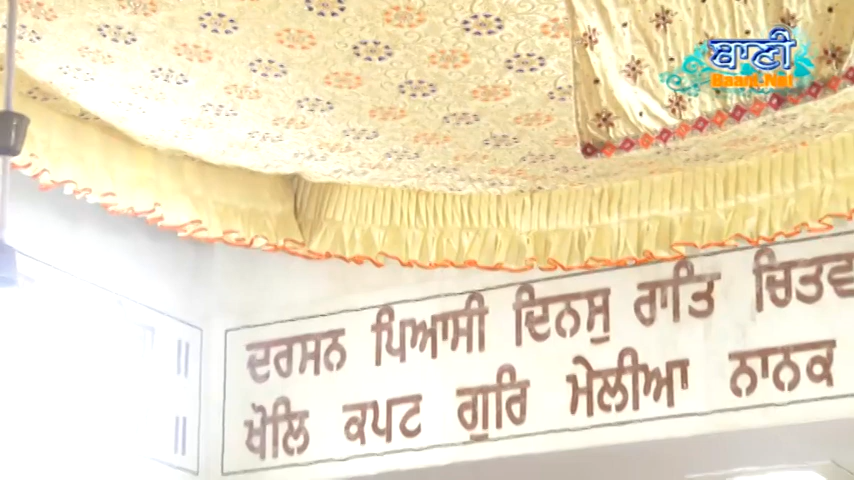 ਬਾਣੀ
Baani.Net
ਦਰਸਨ ਪਿਆਸੀ ਦਿਨਸੁ ਰਾਤਿ ਚਿਤਵ
ਖੋਲਿ ਕਪਟ ਗੁਰਿ ਮੇਲੀਆ ਨਾਨਕ